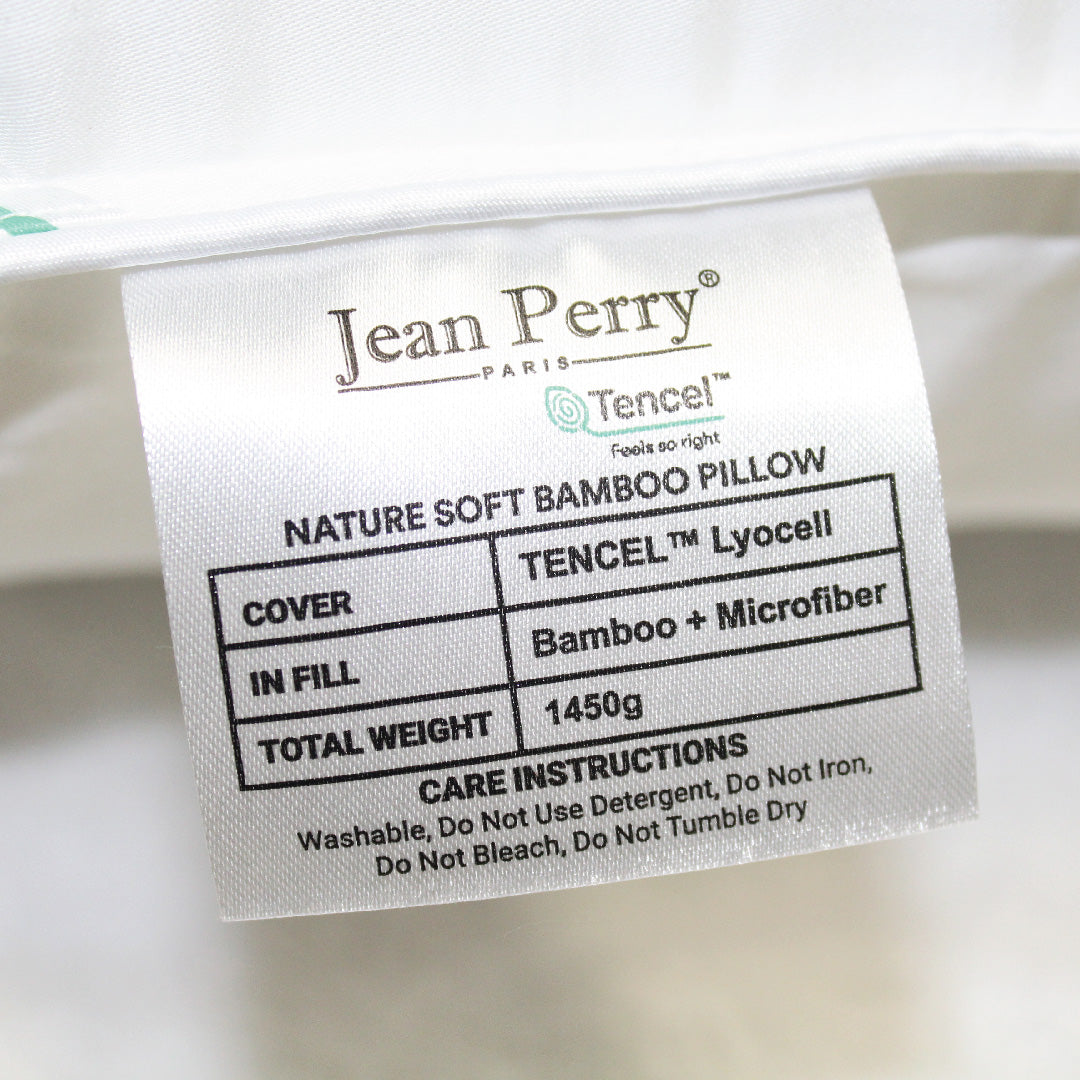 Jean Perry®
PARIS
Tencel™
Feels so right
NATURE SOFT BAMBOO PILLOW
COVER TENCEL™ Lyocell
IN FILL Bamboo + Microfiber
TOTAL WEIGHT 1450g
CARE INSTRUCTIONS
Washable, Do Not Use Detergent, Do Not Iron,
Do Not Bleach, Do Not Tumble Dry